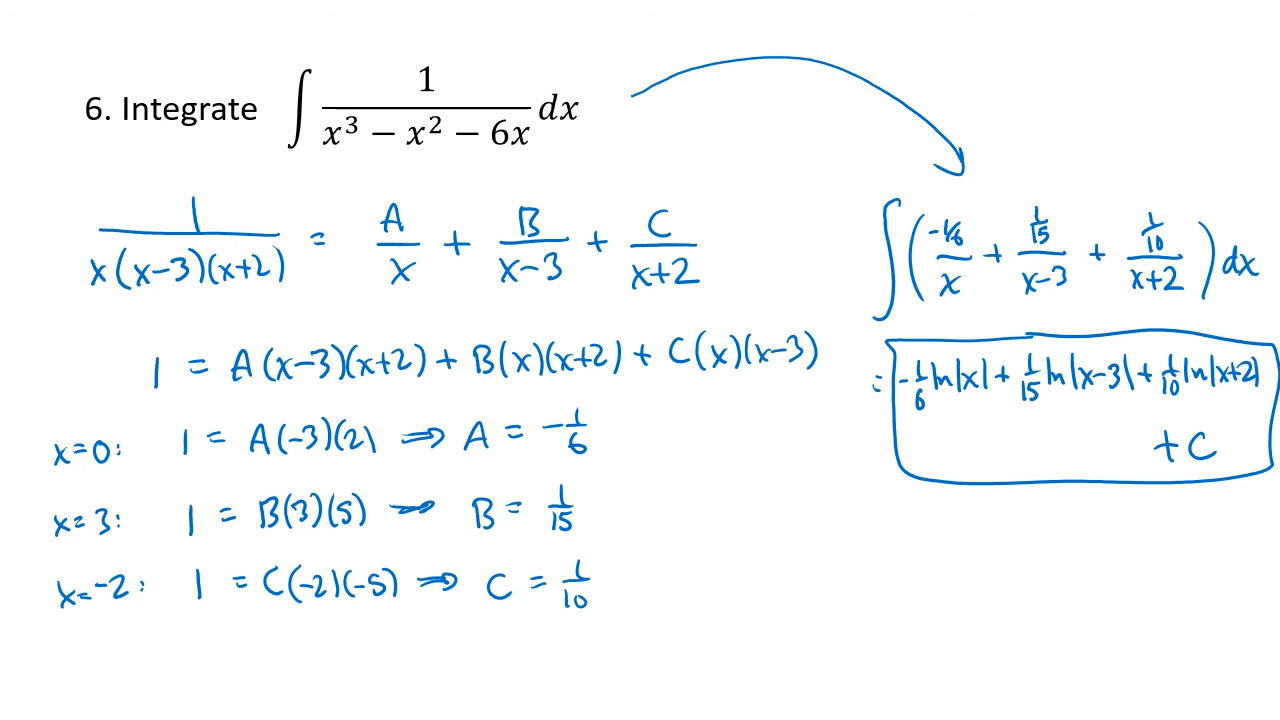 6. Integrate ∫ 1/(x³ − x² − 6x) dx
1/(x(x−3)(x+2)) = A/x + B/(x−3) + C/(x+2)
1 = A(x−3)(x+2) + B(x)(x+2) + C(x)(x−3)
x=0: 1 = A(−3)(2) ⇒ A = −1/6
x=3: 1 = B(3)(5) ⇒ B = 1/15
x=−2: 1 = C(−2)(−5) ⇒ C = 1/10
∫ ( (−1/6)/x + (1/15)/(x−3) + (1/10)/(x+2) ) dx
= −1/6 ln|x| + 1/15 ln|x−3| + 1/10 ln|x+2|
+ C